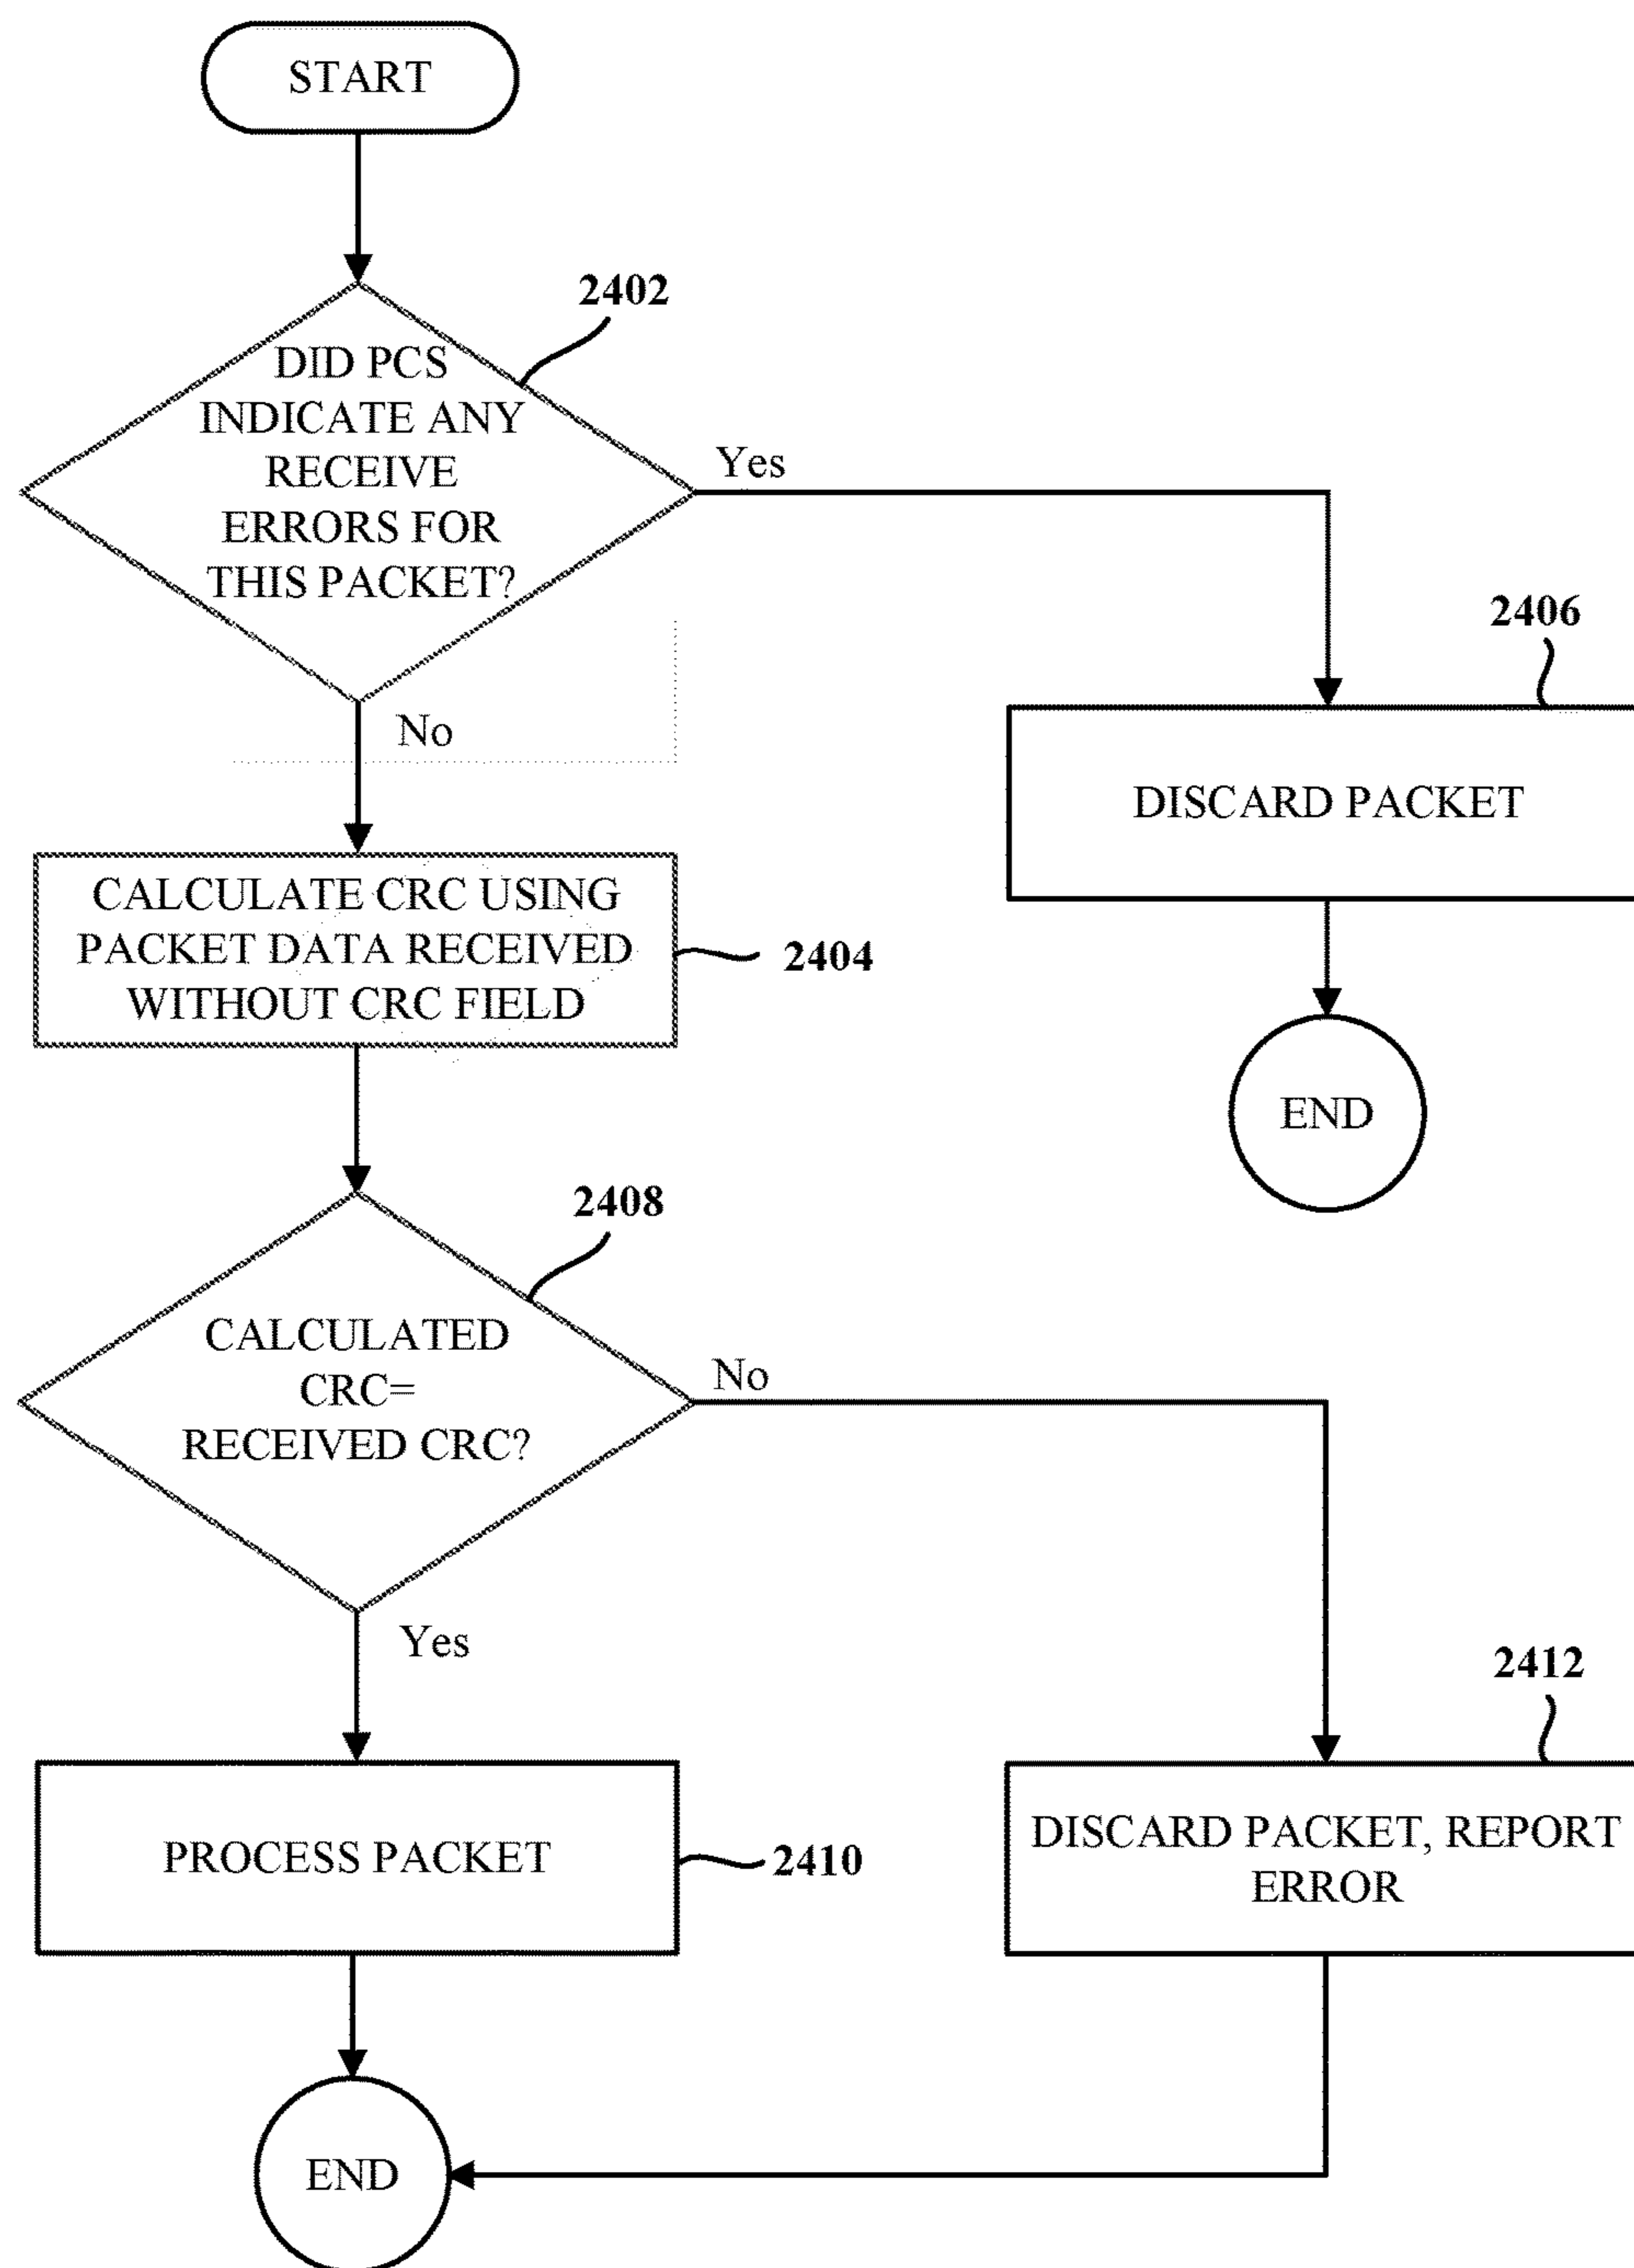 START
2402
DID PCS
INDICATE ANY
RECEIVE
ERRORS FOR
THIS PACKET?
Yes
No
2406
DISCARD PACKET
END
CALCULATE CRC USING
PACKET DATA RECEIVED
WITHOUT CRC FIELD
2404
2408
CALCULATED
CRC=
RECEIVED CRC?
No
Yes
2412
DISCARD PACKET, REPORT
ERROR
PROCESS PACKET
2410
END